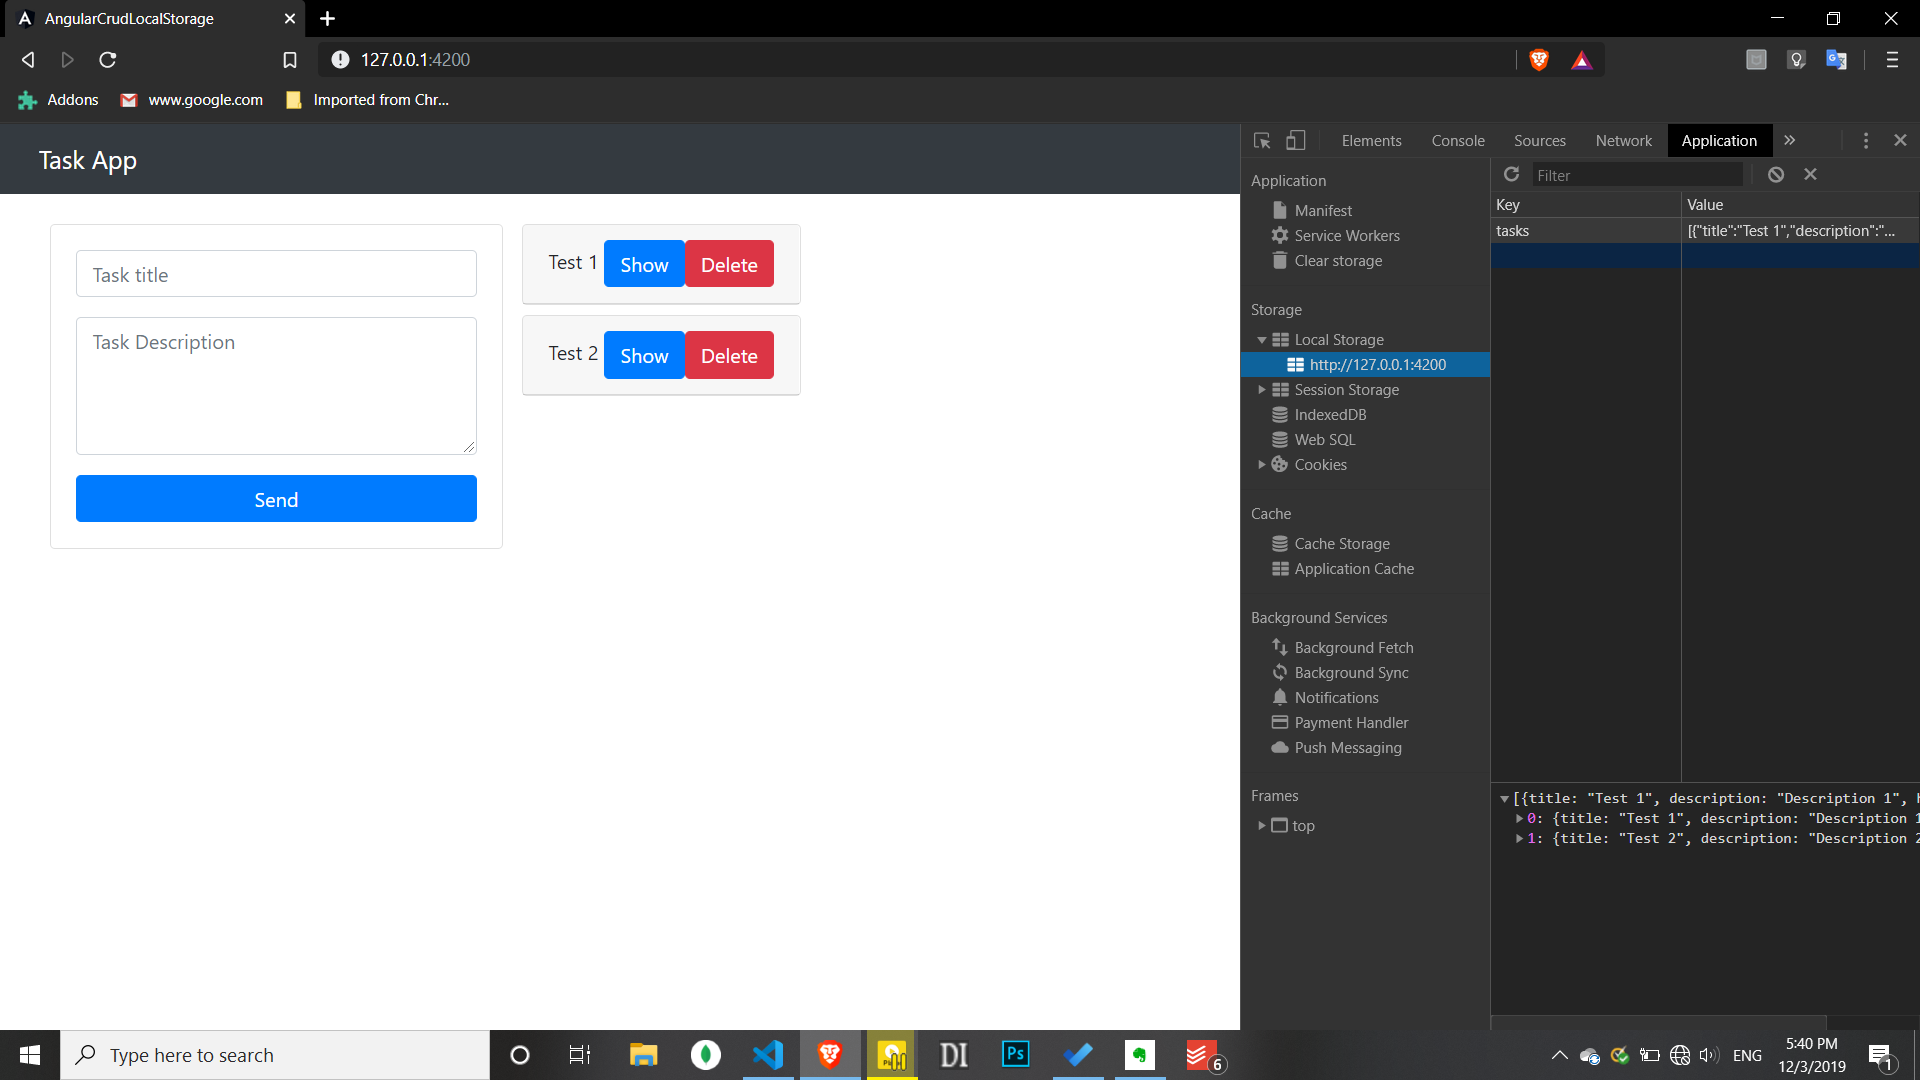 AngularCrudLocalStorage
127.0.0.1:4200
Addons
www.google.com
Imported from Chr...
Task App
Task title
Task Description
Send
Test 1 Show Delete
Test 2 Show Delete
Elements Console Sources Network Application
Application
Manifest
Service Workers
Clear storage
Storage
Local Storage
http://127.0.0.1:4200
Session Storage
IndexedDB
Web SQL
Cookies
Cache
Cache Storage
Application Cache
Background Services
Background Fetch
Background Sync
Notifications
Payment Handler
Push Messaging
Frames
top
Filter
Key Value
tasks [{"title":"Test 1","description":"...
[{title: "Test 1", description: "Description 1",
0: {title: "Test 1", description: "Description 1
1: {title: "Test 2", description: "Description 2
Type here to search
DI
Ps
6
ENG
5:40 PM
12/3/2019
1